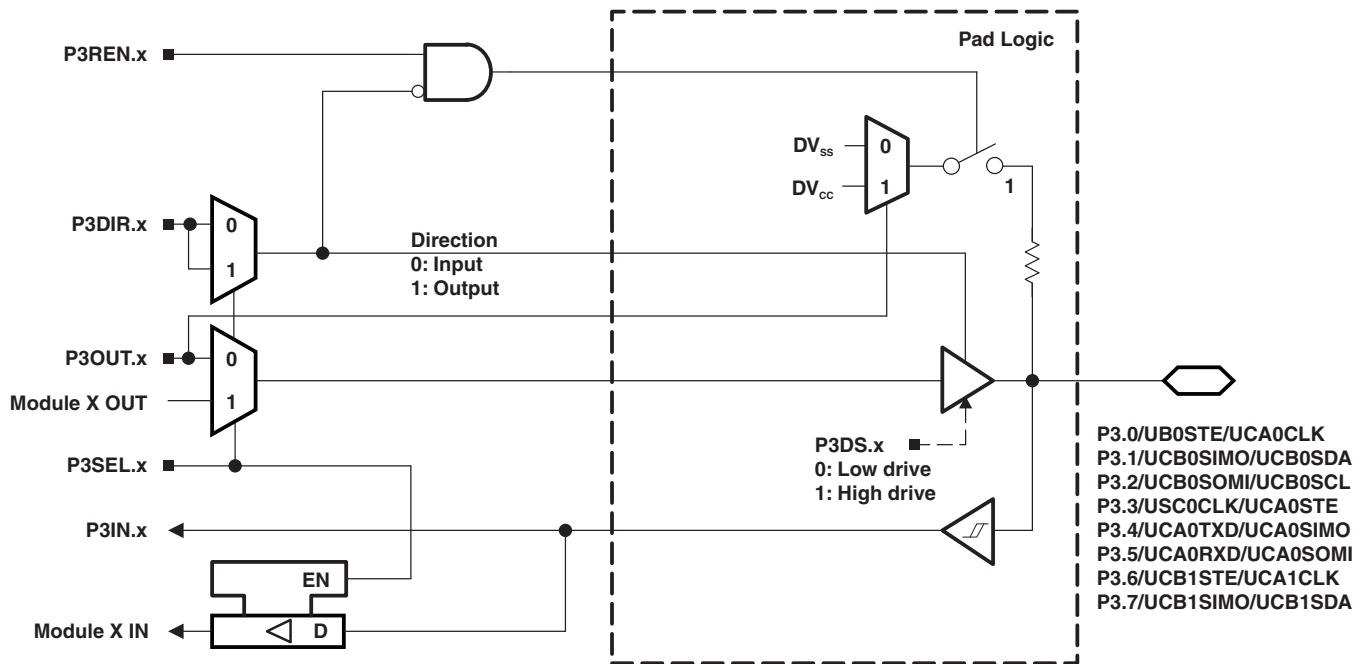 Pad Logic
P3REN.x
DVSS
0
DVCC
1
1
P3DIR.x
0
1
Direction
0: Input
1: Output
P3OUT.x
0
Module X OUT
1
P3DS.x
0: Low drive
1: High drive
P3SEL.x
P3IN.x
EN
Module X IN
D
P3.0/UB0STE/UCA0CLK
P3.1/UCB0SIMO/UCB0SDA
P3.2/UCB0SOMI/UCB0SCL
P3.3/USC0CLK/UCA0STE
P3.4/UCA0TXD/UCA0SIMO
P3.5/UCA0RXD/UCA0SOMI
P3.6/UCB1STE/UCA1CLK
P3.7/UCB1SIMO/UCB1SDA